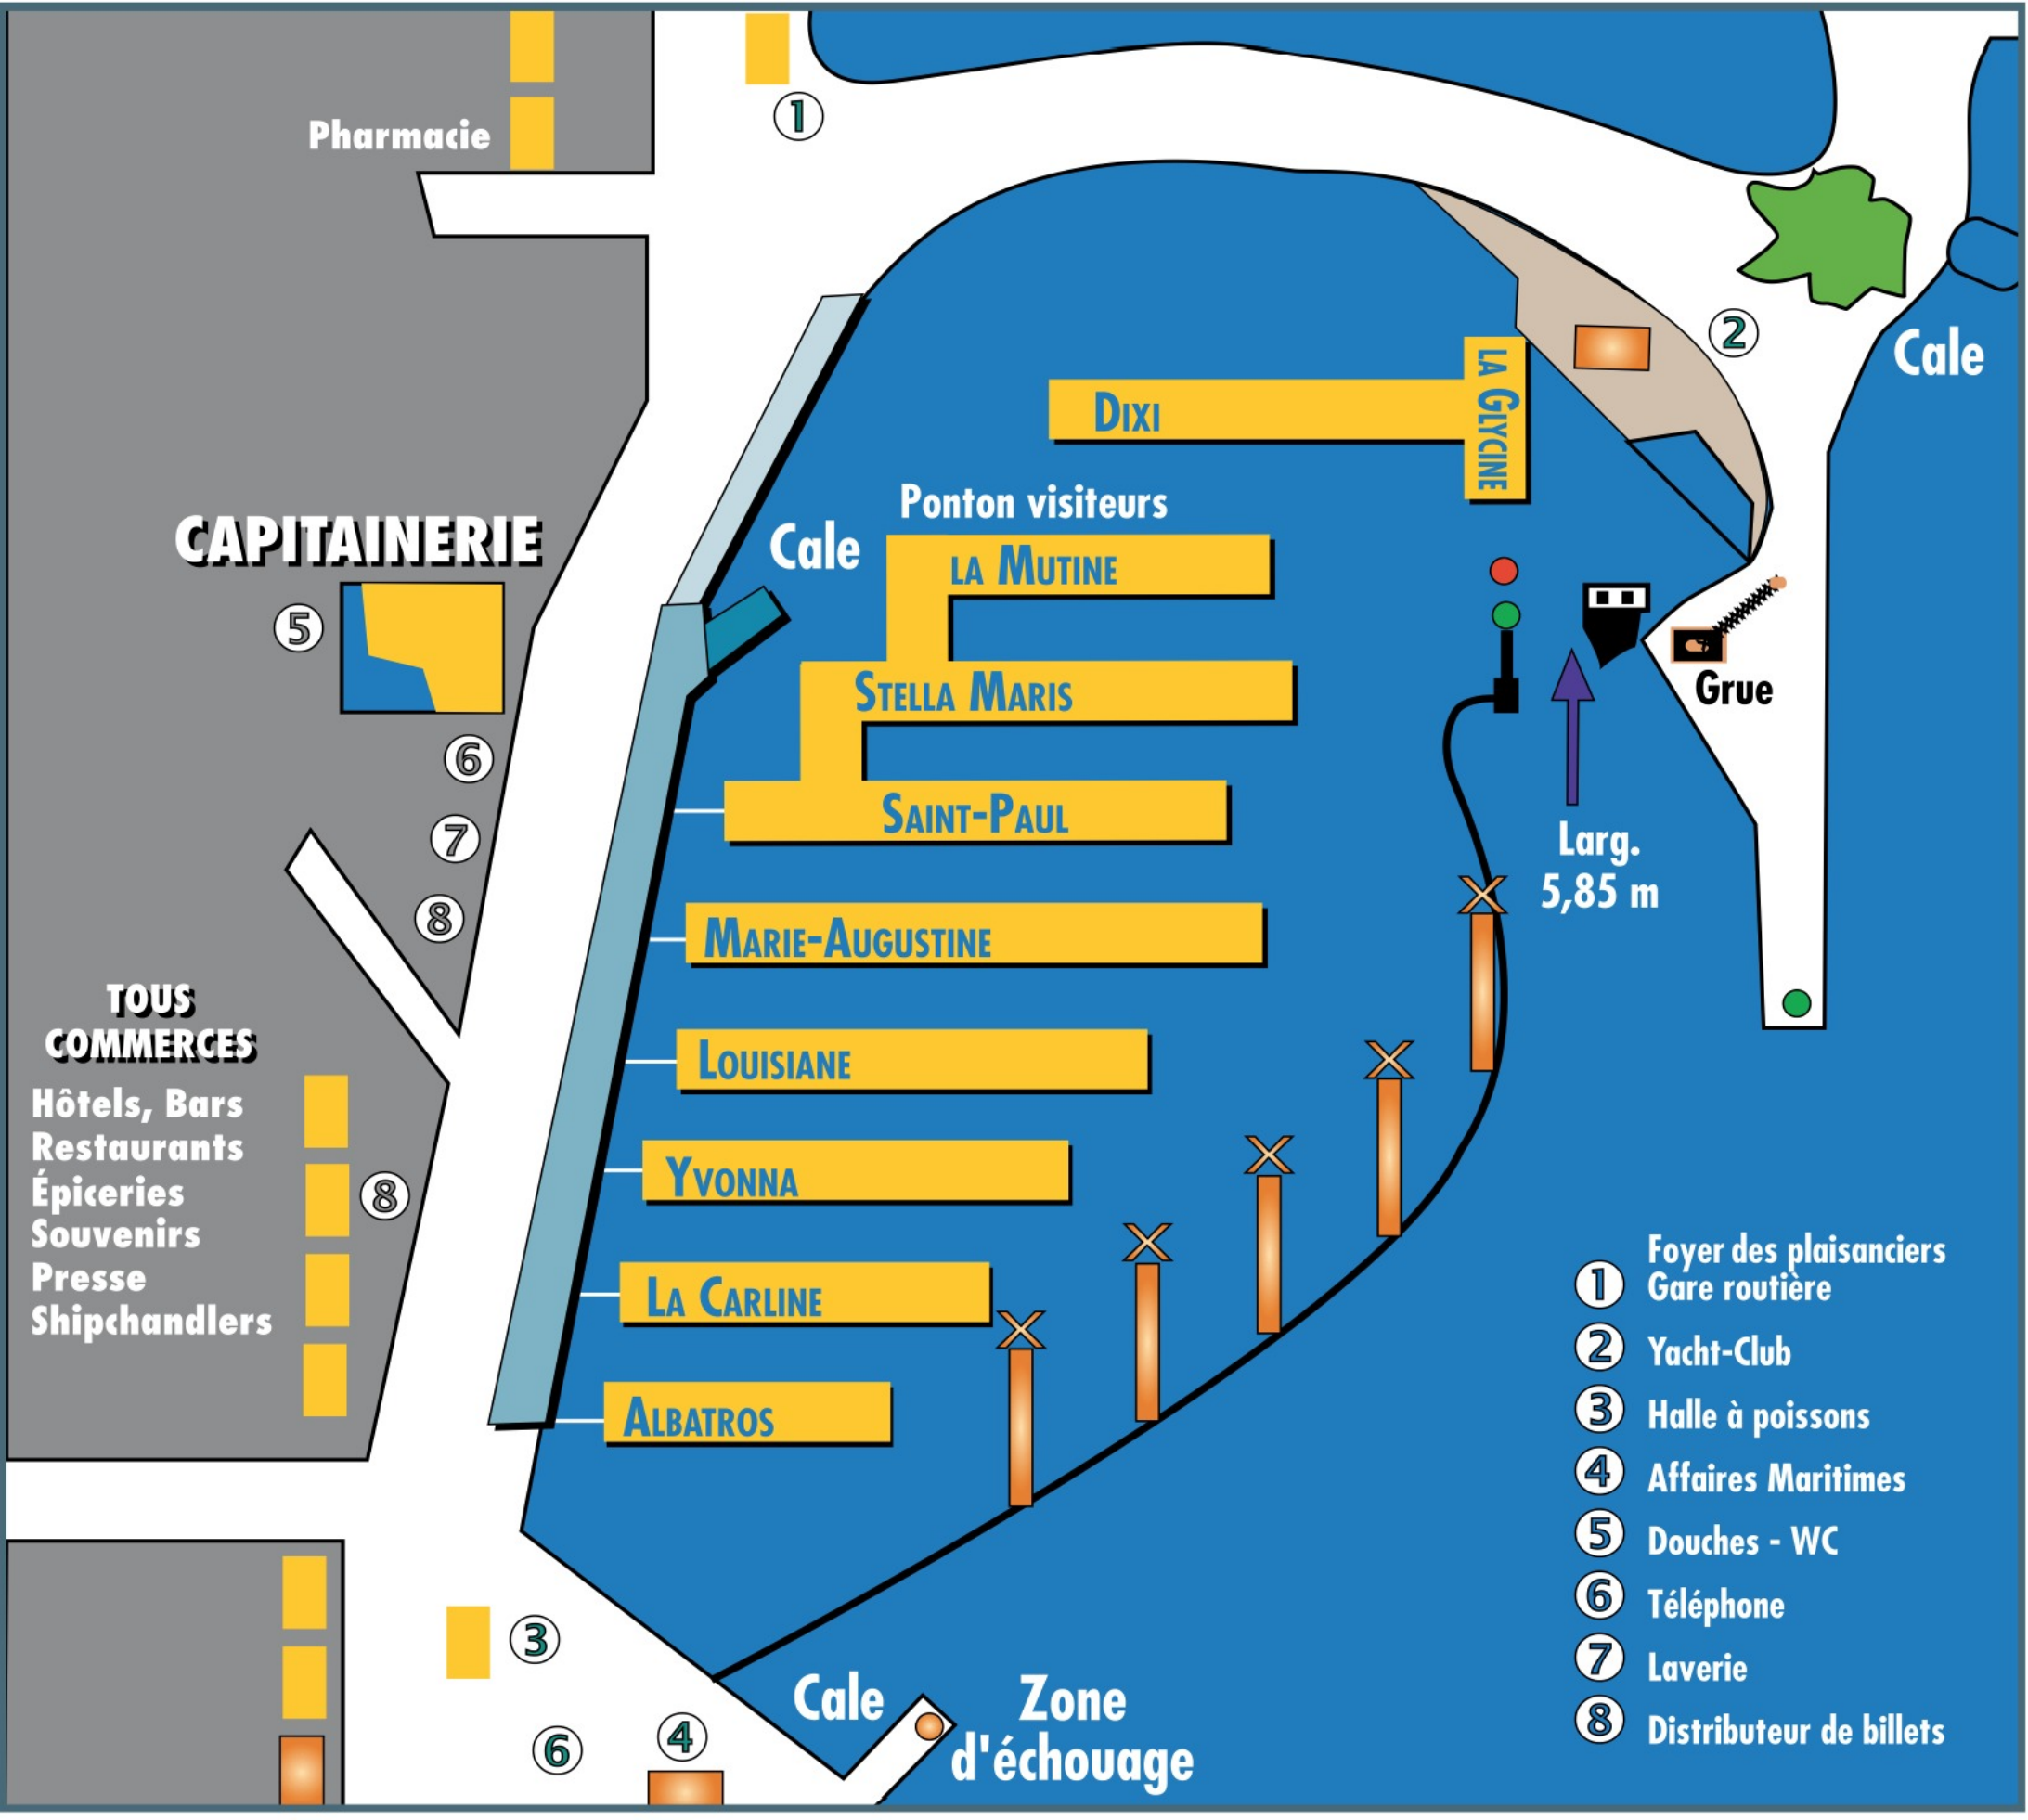 Pharmacie
1
2
Cale
LA GLYCINE
DIXI
Ponton visiteurs
CAPITAINERIE
Cale
LA MUTINE
5
STELLA MARIS
Grue
6
SAINT-PAUL
7
Larg.
5,85 m
8
MARIE-AUGUSTINE
TOUS
COMMERCES
LOUISIANE
Hôtels, Bars
Restaurants
Épiceries
Souvenirs
Presse
Shipchandlers
8
YVONNA
LA CARLINE
ALBATROS
3
6
4
Cale
Zone
d'échouage
Foyer des plaisanciers
1 Gare routière
2 Yacht-Club
3 Halle à poissons
4 Affaires Maritimes
5 Douches - WC
6 Téléphone
7 Laverie
8 Distributeur de billets